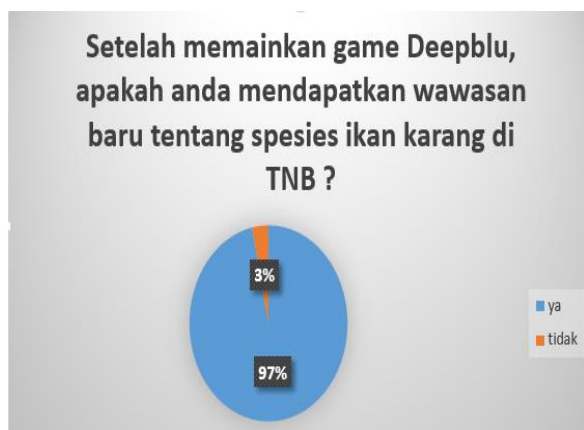 Setelah memainkan game Deepblu,
apakah anda mendapatkan wawasan
baru tentang spesies ikan karang di
TNB ?
3%
97%
ya
tidak